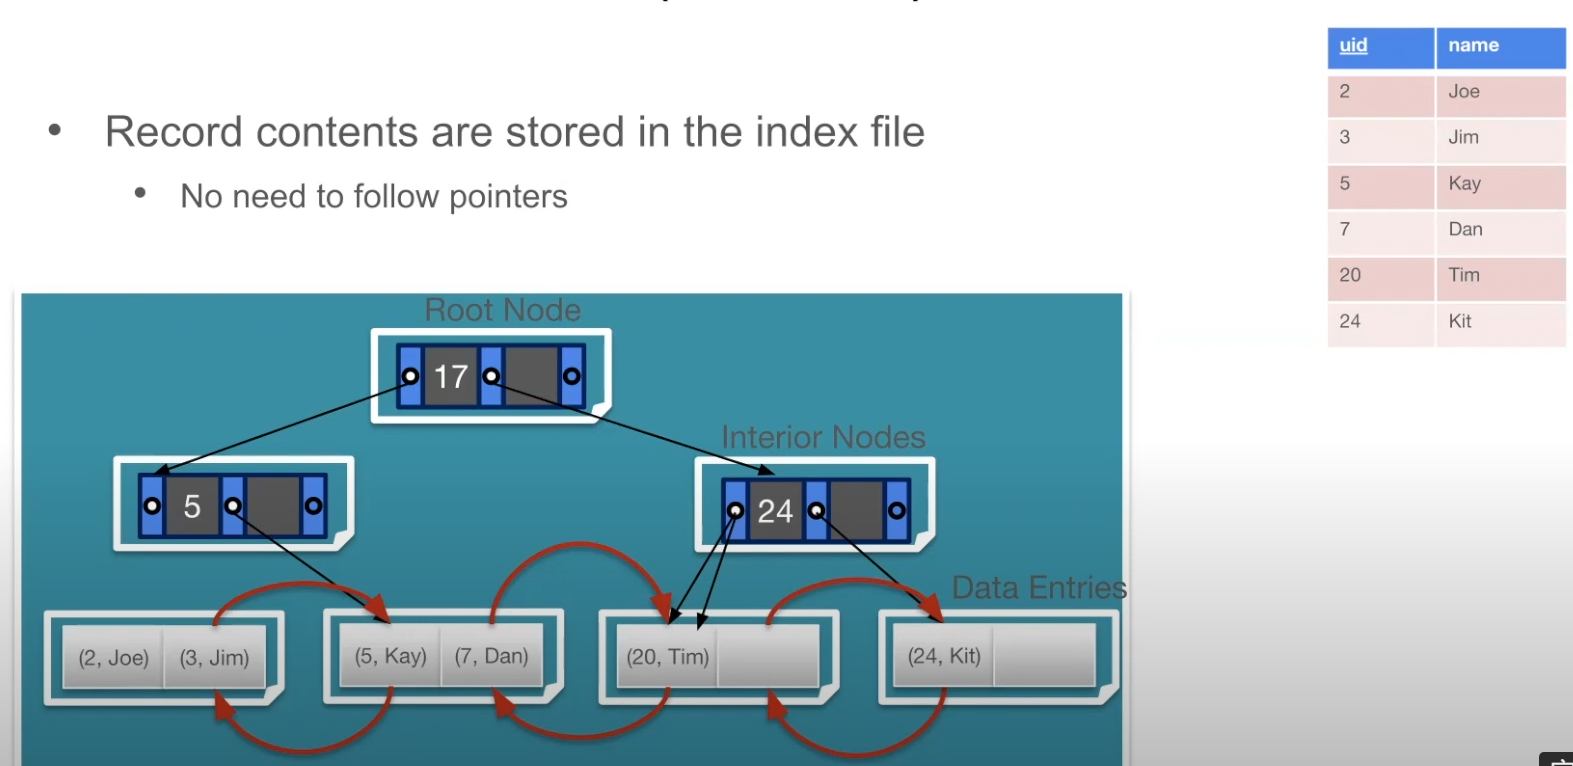 Record contents are stored in the index file
No need to follow pointers
uid name
2 Joe
3 Jim
5 Kay
7 Dan
20 Tim
24 Kit
Root Node
17
Interior Nodes
5
24
Data Entries
(2, Joe) (3, Jim) (5, Kay) (7, Dan) (20, Tim) (24, Kit)